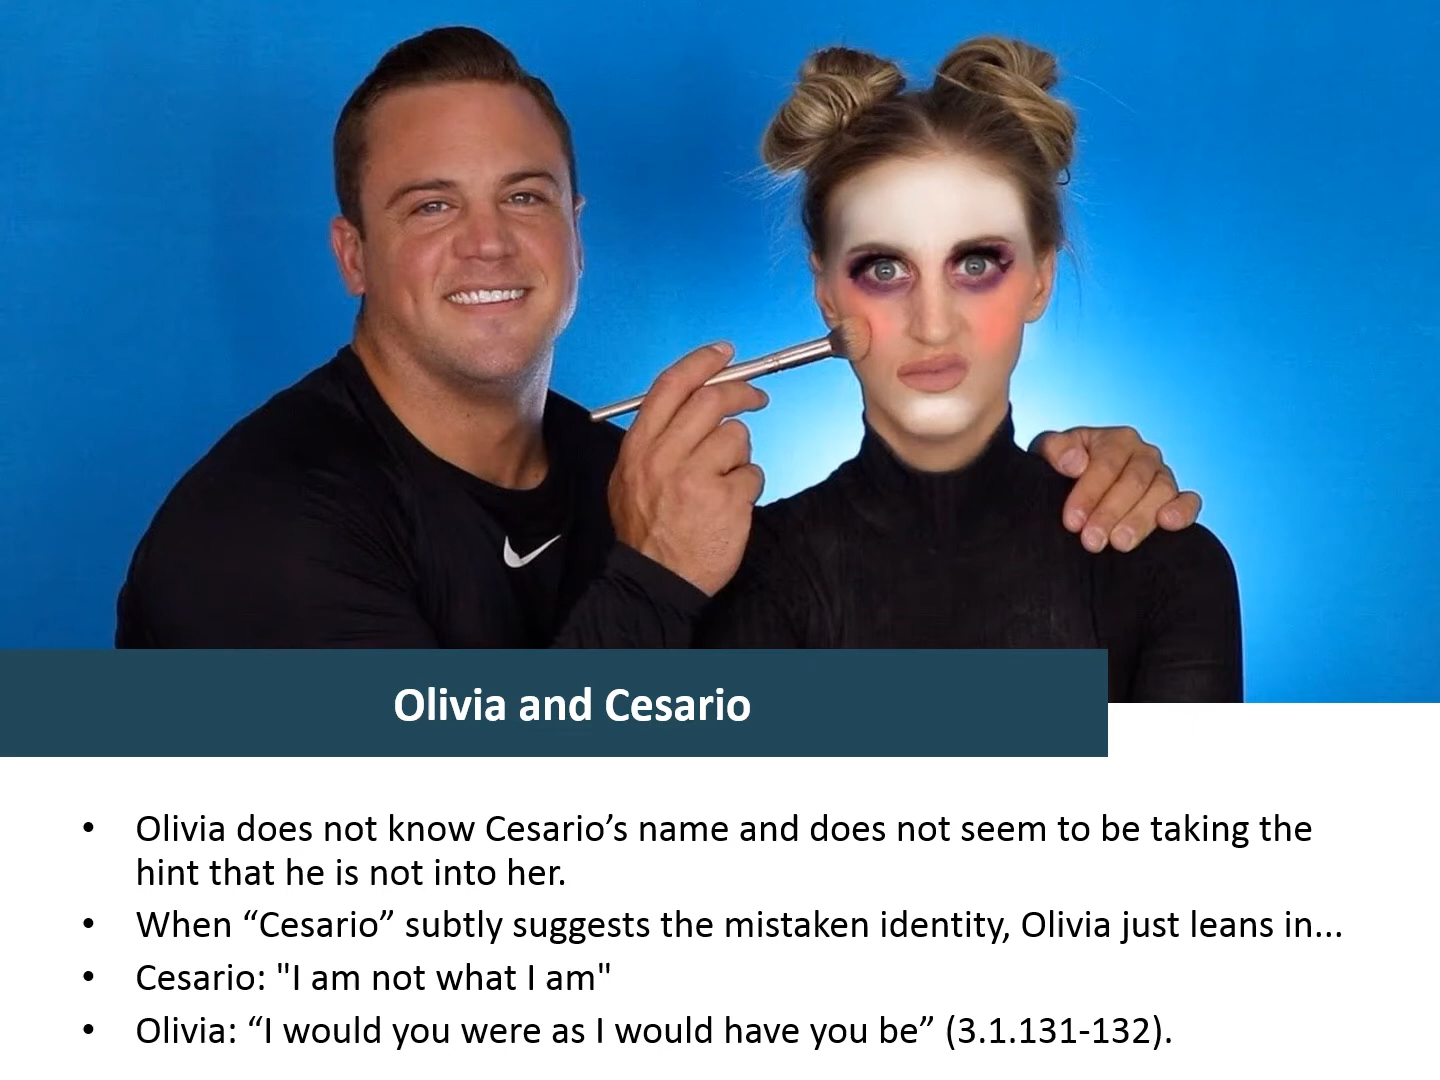 Olivia and Cesario
• Olivia does not know Cesario’s name and does not seem to be taking the
hint that he is not into her.
• When “Cesario” subtly suggests the mistaken identity, Olivia just leans in...
• Cesario: "I am not what I am"
• Olivia: “I would you were as I would have you be” (3.1.131-132).